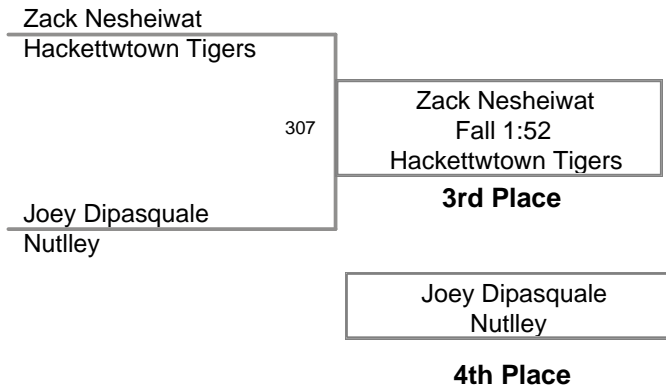 Zack Nesheiwat
Hackettwtown Tigers
307
Zack Nesheiwat
Fall 1:52
Hackettwtown Tigers
3rd Place
Joey Dipasquale
Nutlley
Joey Dipasquale
Nutlley
4th Place